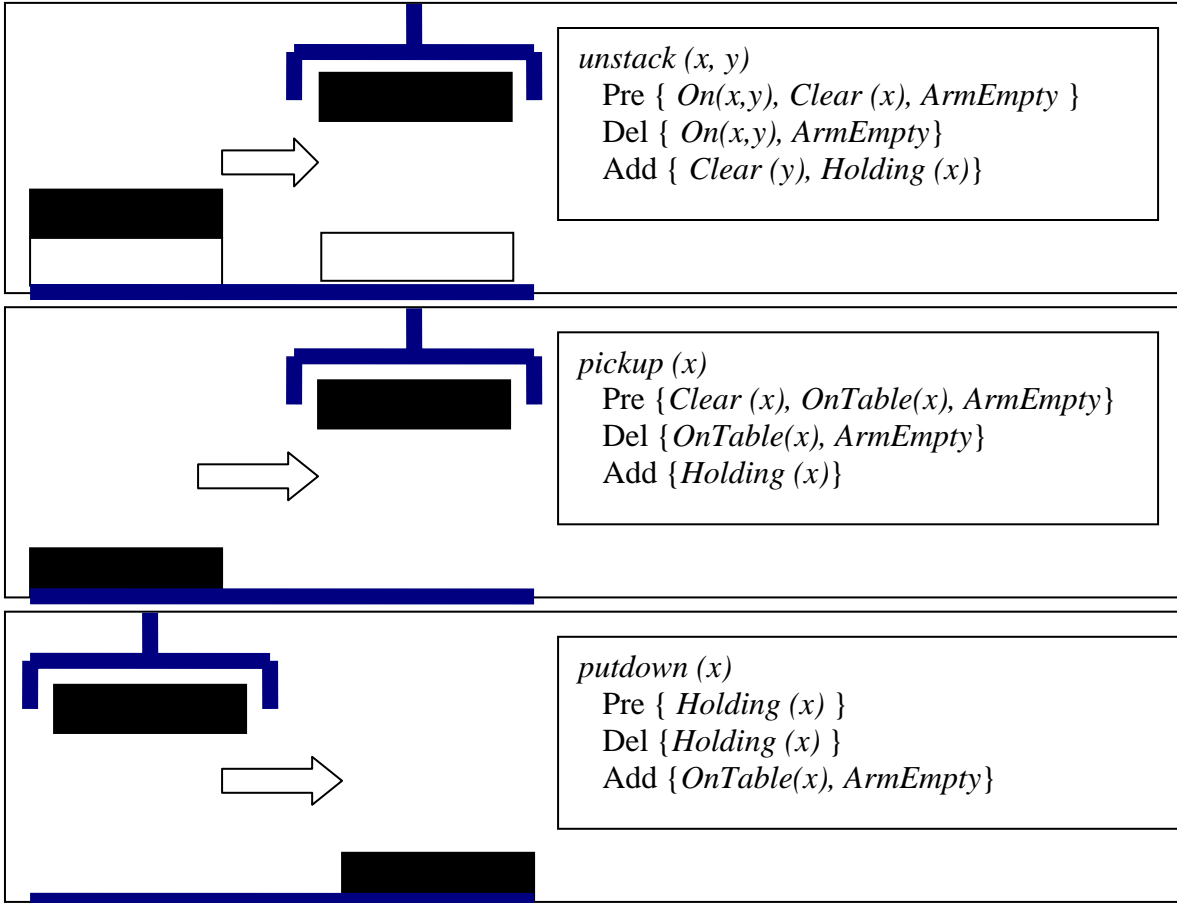 unstack (x, y)
Pre { On(x,y), Clear (x), ArmEmpty }
Del { On(x,y), ArmEmpty}
Add { Clear (y), Holding (x)}
pickup (x)
Pre {Clear (x), OnTable(x), ArmEmpty}
Del {OnTable(x), ArmEmpty}
Add {Holding (x)}
putdown (x)
Pre { Holding (x) }
Del {Holding (x) }
Add {OnTable(x), ArmEmpty}